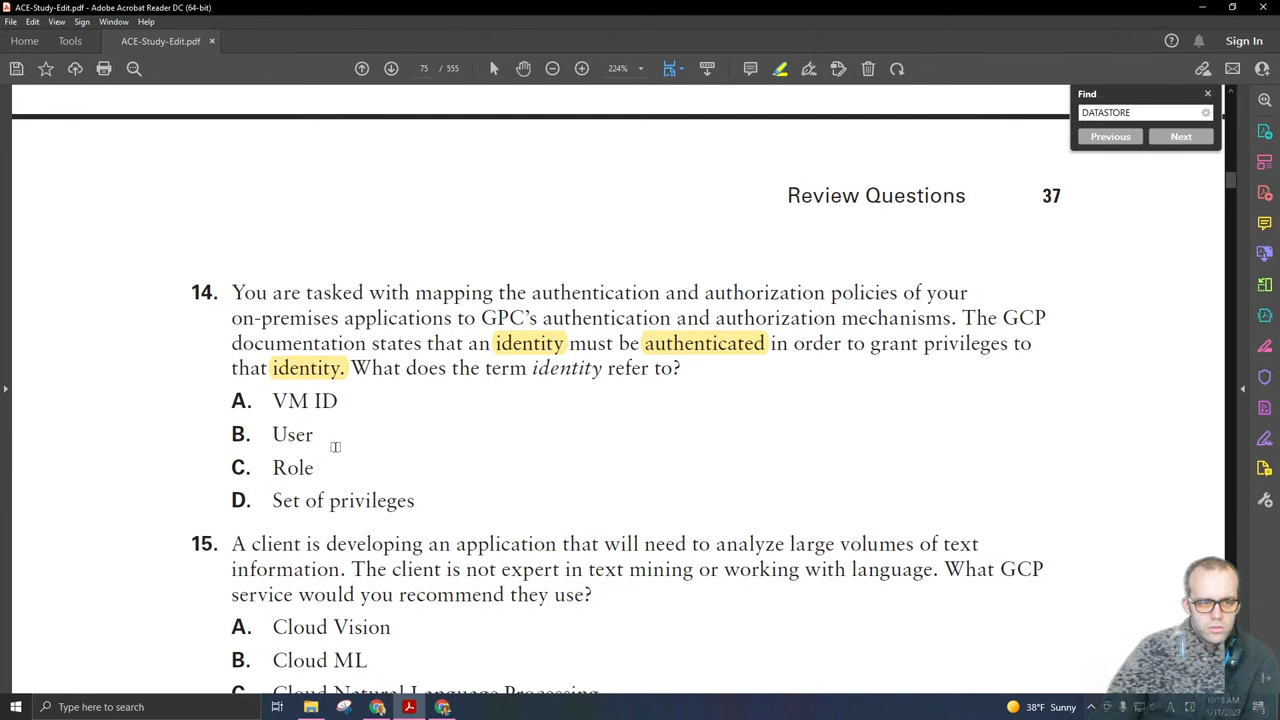 ACE-Study-Edit.pdf - Adobe Acrobat Reader DC (64-bit)
File Edit View Sign Window Help
Home Tools ACE-Study-Edit.pdf × Sign In
75 / 555 224%
Find
DATASTORE
Previous Next
Review Questions 37
14. You are tasked with mapping the authentication and authorization policies of your
on-premises applications to GPC's authentication and authorization mechanisms. The GCP
documentation states that an identity must be authenticated in order to grant privileges to
that identity. What does the term identity refer to?
A. VM ID
B. User
C. Role
D. Set of privileges
15. A client is developing an application that will need to analyze large volumes of text
information. The client is not expert in text mining or working with language. What GCP
service would you recommend they use?
A. Cloud Vision
B. Cloud ML
C. Cloud Natural Language Processing
Type here to search
38°F Sunny